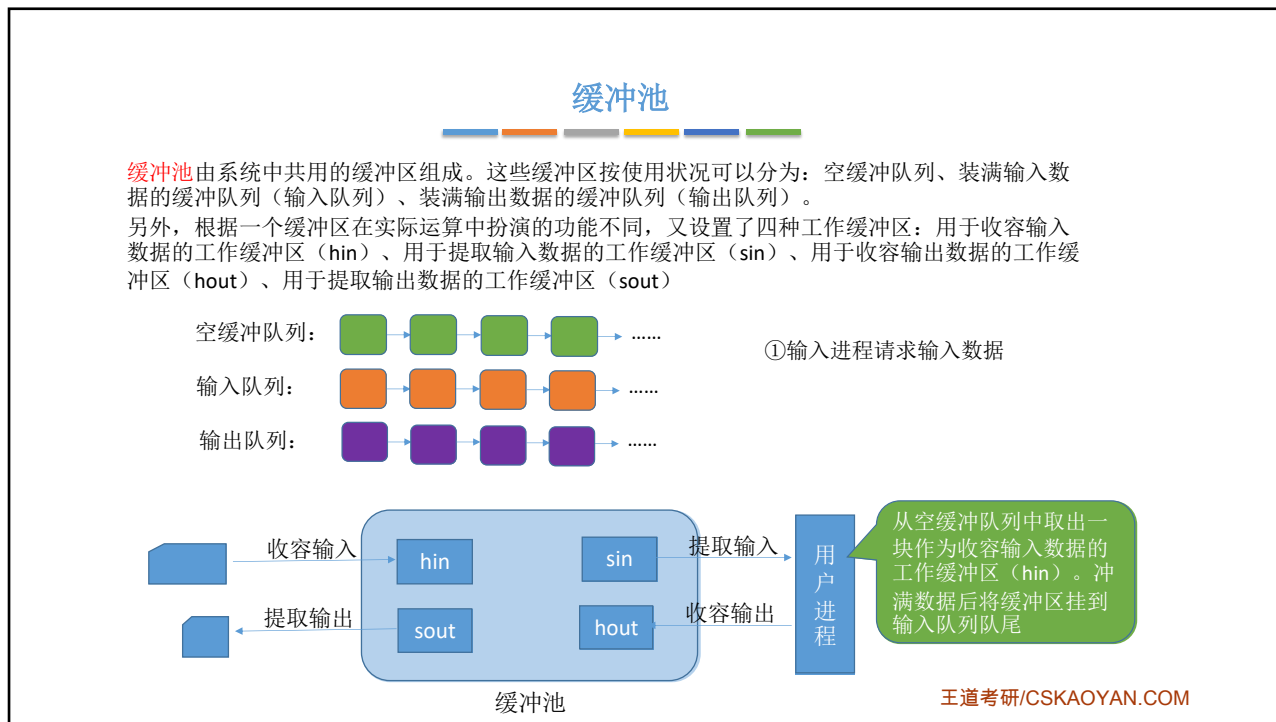 缓冲池
缓冲池由系统中共用的缓冲区组成。这些缓冲区按使用状况可以分为：空缓冲队列、装满输入数
据的缓冲队列（输入队列）、装满输出数据的缓冲队列（输出队列）。
另外，根据一个缓冲区在实际运算中扮演的功能不同，又设置了四种工作缓冲区：用于收容输入
数据的工作缓冲区（hin）、用于提取输入数据的工作缓冲区（sin）、用于收容输出数据的工作缓
冲区（hout）、用于提取输出数据的工作缓冲区（sout）
空缓冲队列：
......
①输入进程请求输入数据
输入队列：
......
输出队列：
......
收容输入
hin
sin
提取输入
提取输出
sout
hout
收容输出
用户进程
从空缓冲队列中取出一
块作为收容输入数据的
工作缓冲区（hin）。冲
满数据后将缓冲区挂到
输入队列队尾
缓冲池
王道考研/CSKAOYAN.COM